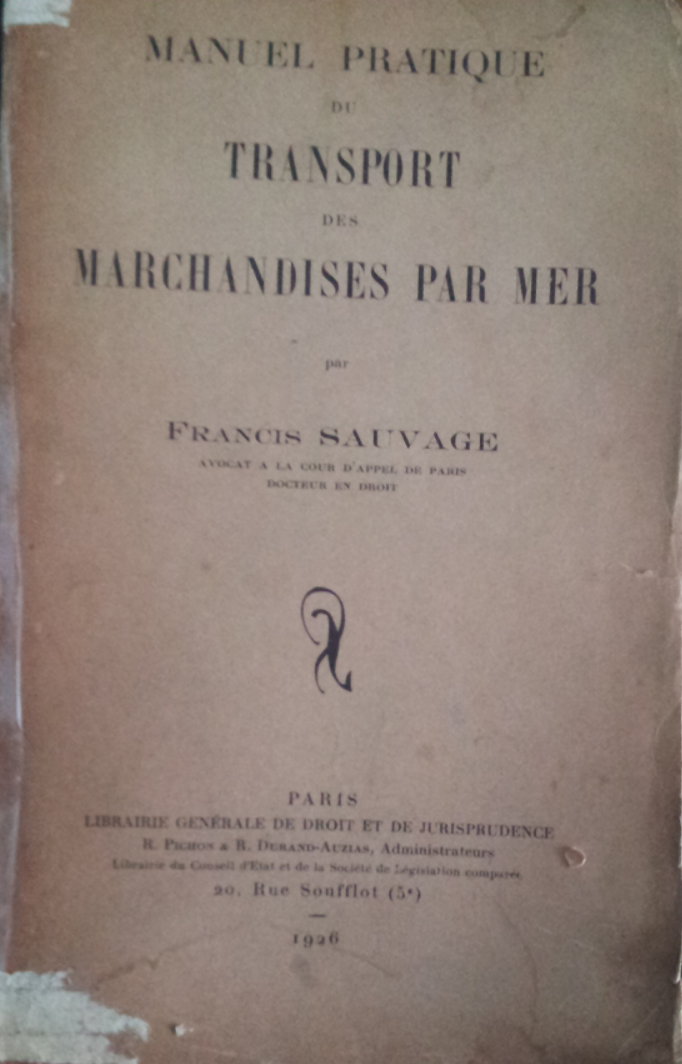 MANUEL PRATIQUE
DU
TRANSPORT
DES
MARCHANDISES PAR MER
par
FRANCIS SAUVAGE
AVOCAT A LA COUR D'APPEL DE PARIS
DOCTEUR EN DROIT
PARIS
LIBRAIRIE GÉNÉRALE DE DROIT ET DE JURISPRUDENCE
R. PICHON & R. DURAND-AUZIAS, Administrateurs
Librairie du Conseil d'Etat et de la Société de Législation comparée
20, Rue Soufflot (5e)
1926